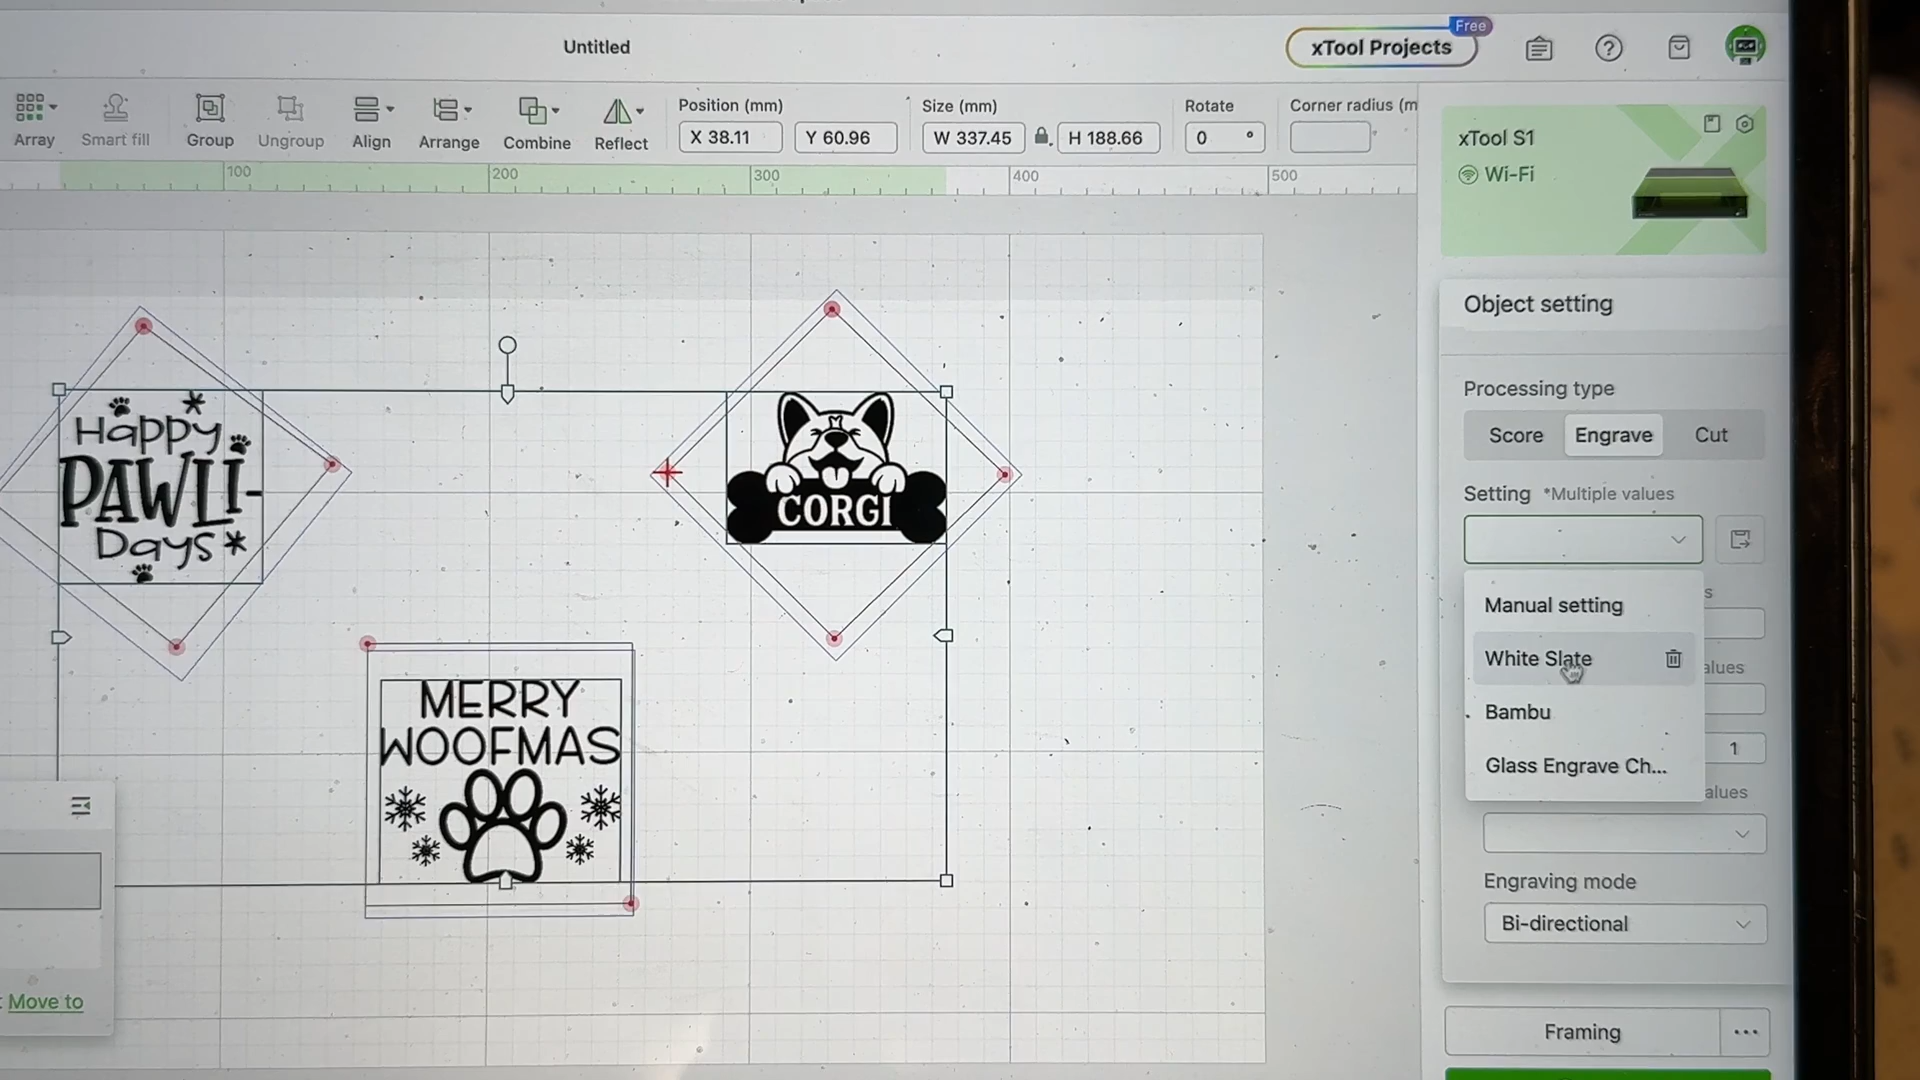 Untitled
Free
xTool Projects
Array
Smart fill
Group
Ungroup
Align
Arrange
Combine
Reflect
Position (mm)
X 38.11
Y 60.96
Size (mm)
W 337.45
H 188.66
Rotate
0 °
Corner radius (m
100
200
300
400
500
xTool S1
Wi-Fi
Object setting
Processing type
Score
Engrave
Cut
Setting *Multiple values
Manual setting
White Slate
Bambu
Glass Engrave Ch...
s
alues
1
alues
Engraving mode
Bi-directional
Framing
Happy
PAWLI-
Days
CORGI
MERRY
WOOFMAS
: Move to